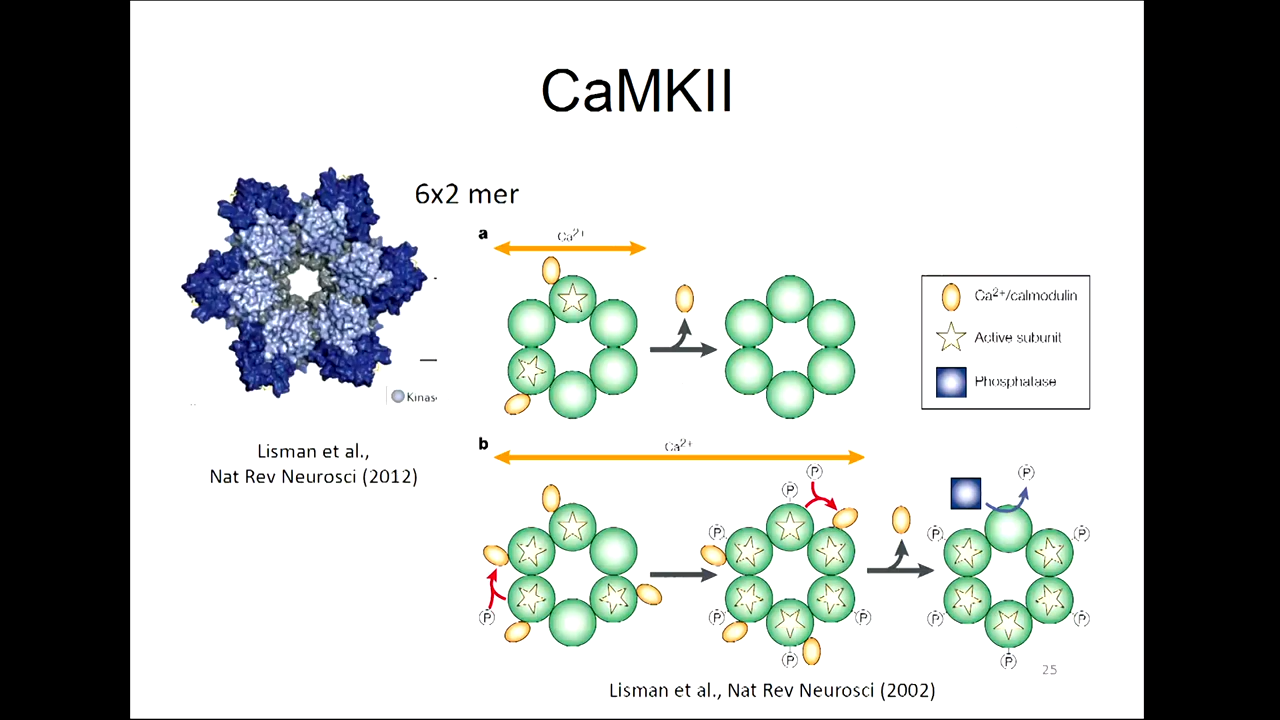 CaMKII
6x2 mer
a
Ca2+
Ca2+/calmodulin
Active subunit
Phosphatase
Kinas
Lisman et al.,
Nat Rev Neurosci (2012)
b
Ca2+
P
P
P
P
P
P
P
P
P
P
P
P
P
P
25
Lisman et al., Nat Rev Neurosci (2002)